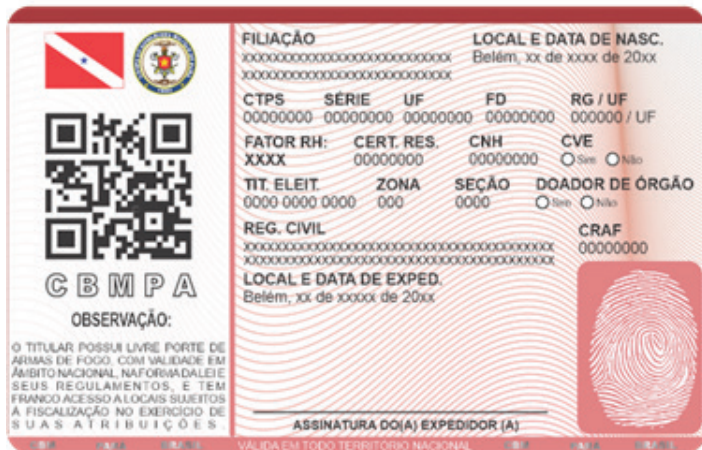 FILIAÇÃO LOCAL E DATA DE NASC.
xxxxxxxxxxxxxxxxxxxxxxxxxxx Belém, xx de xxxx de 20xx
xxxxxxxxxxxxxxxxxxxxxxxxxxx
CTPS SÉRIE UF FD RG / UF
00000000 00000000 00000000 00000000 000000 / UF
FATOR RH: CERT. RES. CNH CVE
XXXX 00000000 00000000 Sim Não
TIT. ELEIT. ZONA SEÇÃO DOADOR DE ÓRGÃO
0000 0000 0000 000 0000 Sim Não
REG. CIVIL CRAF
xxxxxxxxxxxxxxxxxxxxxxxxxxxxxxxxxxxxxxxx 00000000
xxxxxxxxxxxxxxxxxxxxxxxxxxxxxxxxxxxxxxxx
LOCAL E DATA DE EXPED.
Belém, xx de xxxxx de 20xx
ASSINATURA DO(A) EXPEDIDOR (A)
CBMPA
OBSERVAÇÃO:
O TITULAR POSSUI LIVRE PORTE DE
ARMAS DE FOGO, COM VALIDADE EM
ÂMBITO NACIONAL, NA FORMA DA LEI E
SEUS REGULAMENTOS, E TEM
FRANCO ACESSO A LOCAIS SUJEITOS
A FISCALIZAÇÃO NO EXERCÍCIO DE
SUAS ATRIBUIÇÕES.
VÁLIDA EM TODO TERRITÓRIO NACIONAL